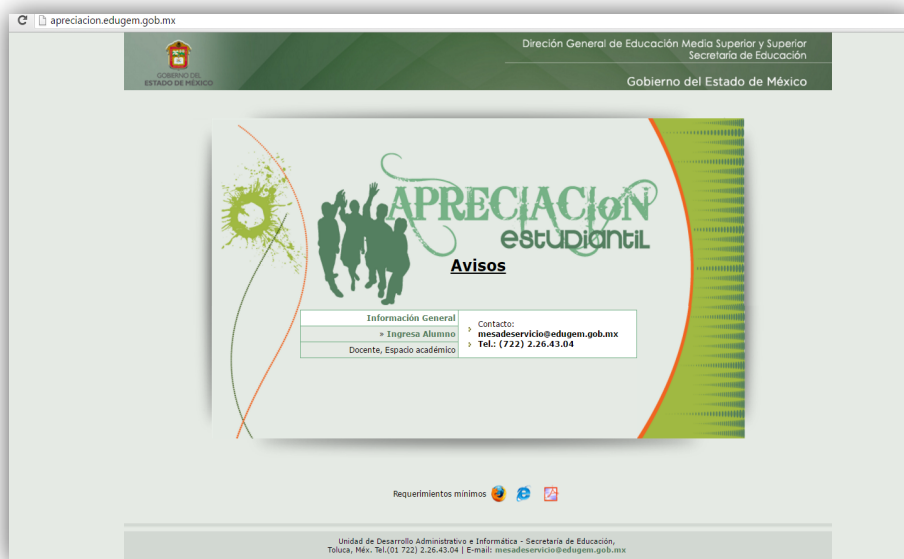 apreciacion.edugem.gob.mx
GOBIERNO DEL
ESTADO DE MÉXICO
Direción General de Educación Media Superior y Superior
Secretaría de Educación
Gobierno del Estado de México
APRECIACIoN
estudiantil
Avisos
Información General
» Ingresa Alumno
Docente, Espacio académico
› Contacto:
mesadeservicio@edugem.gob.mx
› Tel.: (722) 2.26.43.04
Requerimientos mínimos
Unidad de Desarrollo Administrativo e Informática - Secretaría de Educación,
Toluca, Méx. Tel.(01 722) 2.26.43.04 | E-mail: mesadeservicio@edugem.gob.mx